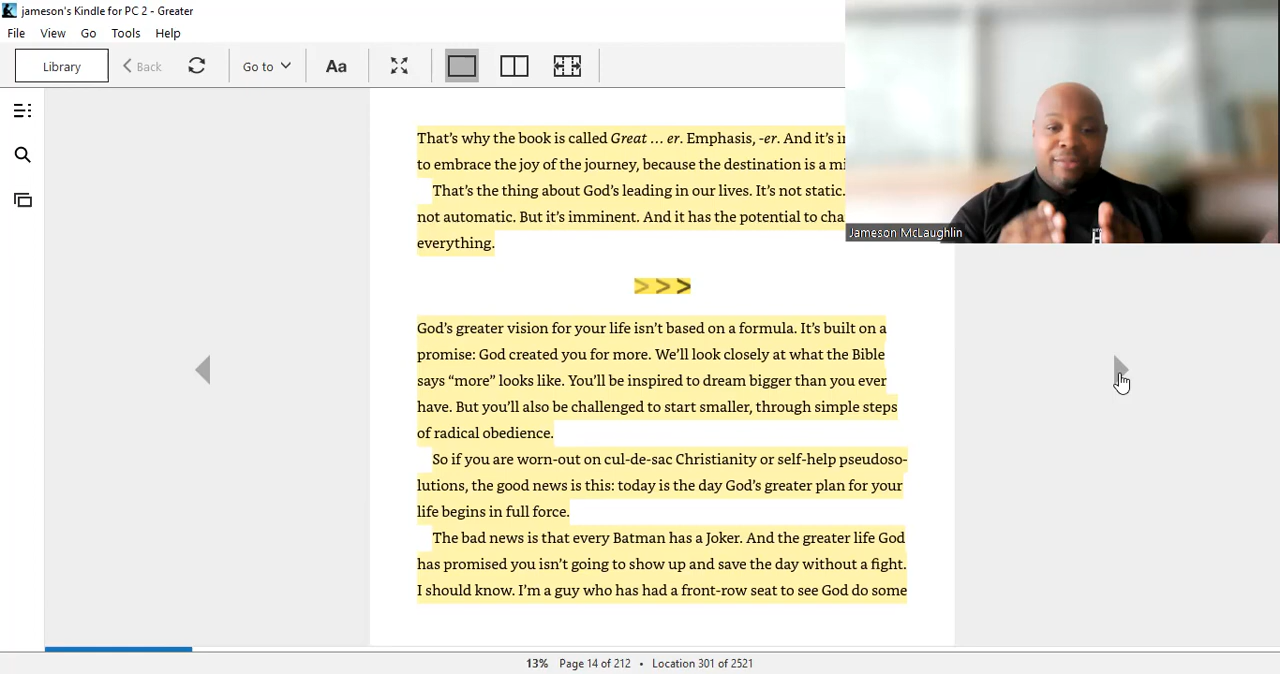 jameson's Kindle for PC 2 - Greater
File View Go Tools Help
Library Back Go to Aa
That's why the book is called Great … er. Emphasis, -er. And it's
to embrace the joy of the journey, because the destination is a
That's the thing about God's leading in our lives. It's not static.
not automatic. But it's imminent. And it has the potential to
everything.
> > >
God's greater vision for your life isn't based on a formula. It's built on a
promise: God created you for more. We'll look closely at what the Bible
says “more” looks like. You'll be inspired to dream bigger than you ever
have. But you'll also be challenged to start smaller, through simple steps
of radical obedience.
So if you are worn-out on cul-de-sac Christianity or self-help pseudoso-
lutions, the good news is this: today is the day God's greater plan for your
life begins in full force.
The bad news is that every Batman has a Joker. And the greater life God
has promised you isn't going to show up and save the day without a fight.
I should know. I'm a guy who has had a front-row seat to see God do some
Jameson McLaughlin
13% Page 14 of 212 • Location 301 of 2521